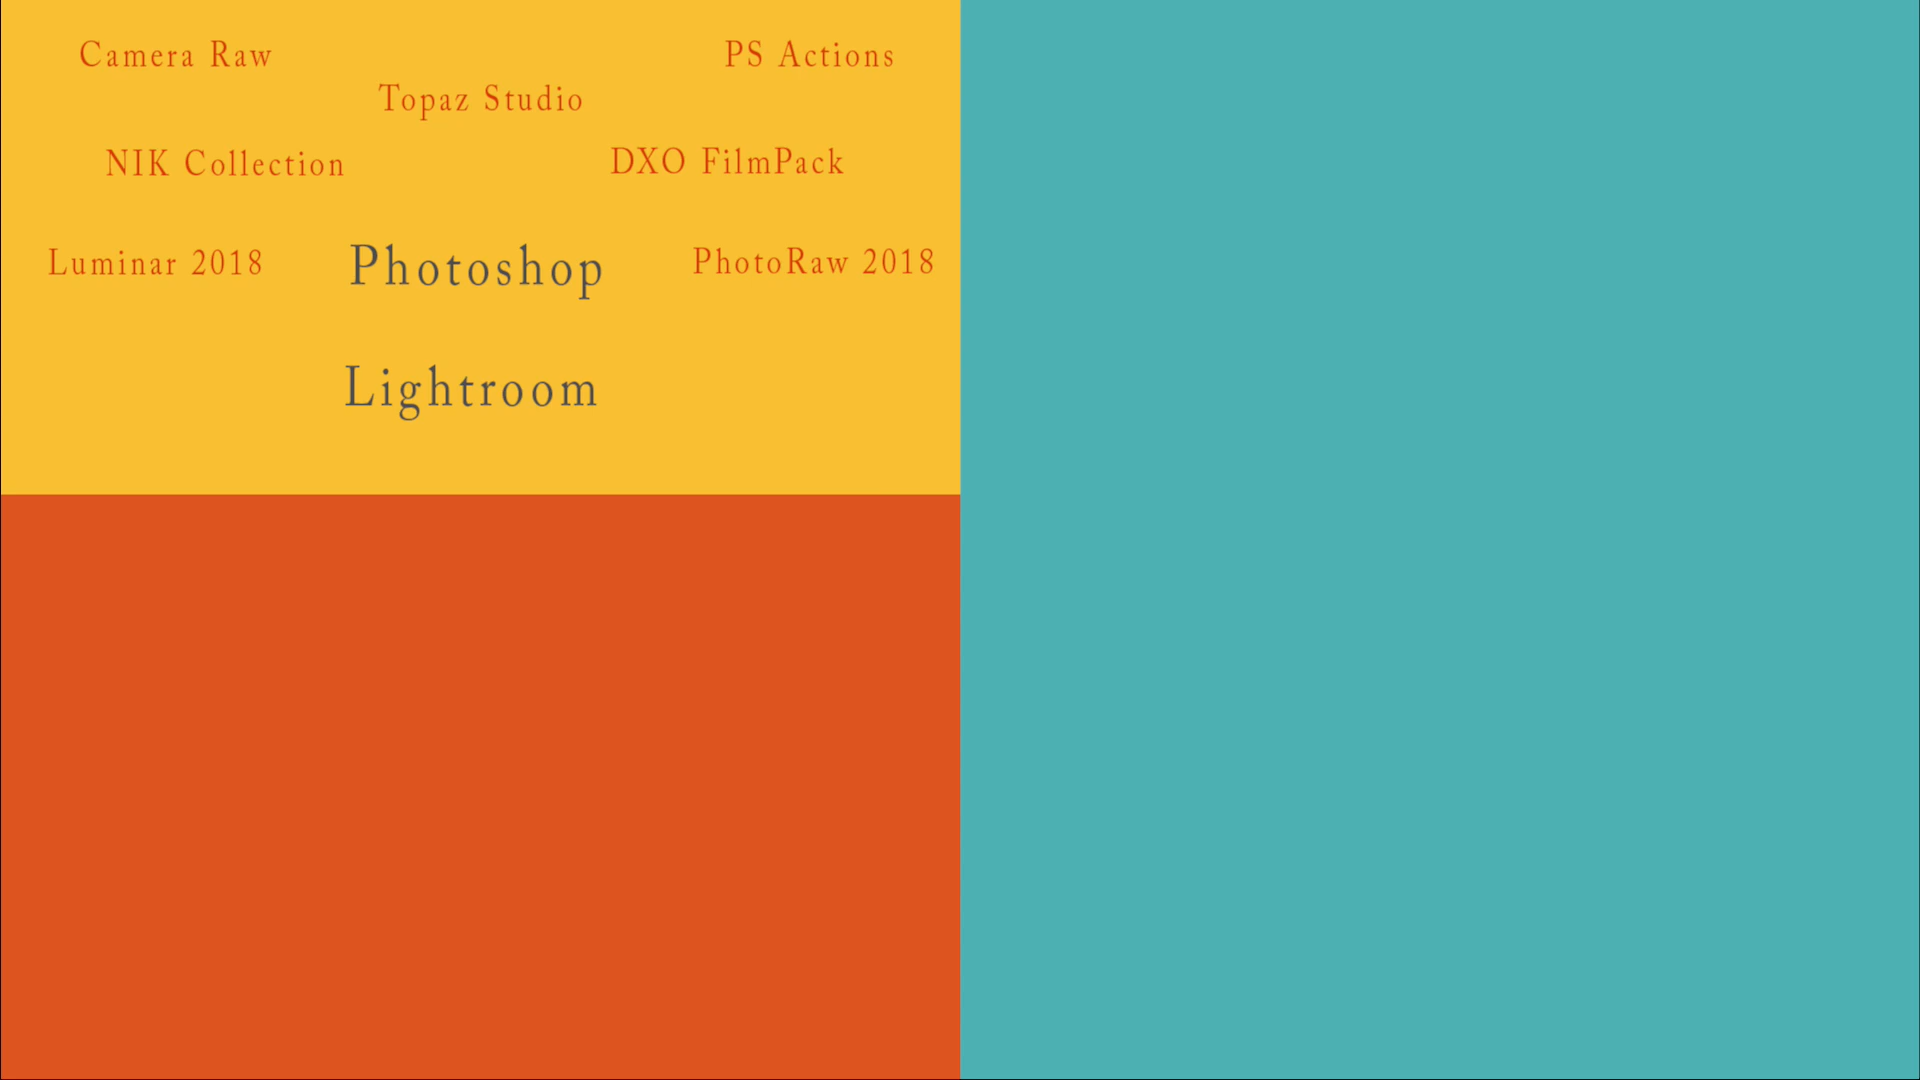 Camera Raw
PS Actions
Topaz Studio
NIK Collection
DXO FilmPack
Luminar 2018
Photoshop
PhotoRaw 2018
Lightroom